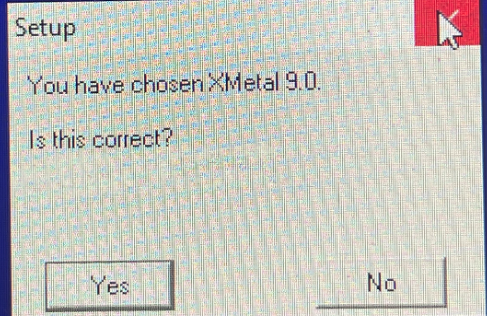 Setup
You have chosen XMetal 9.0.
Is this correct?
Yes
No